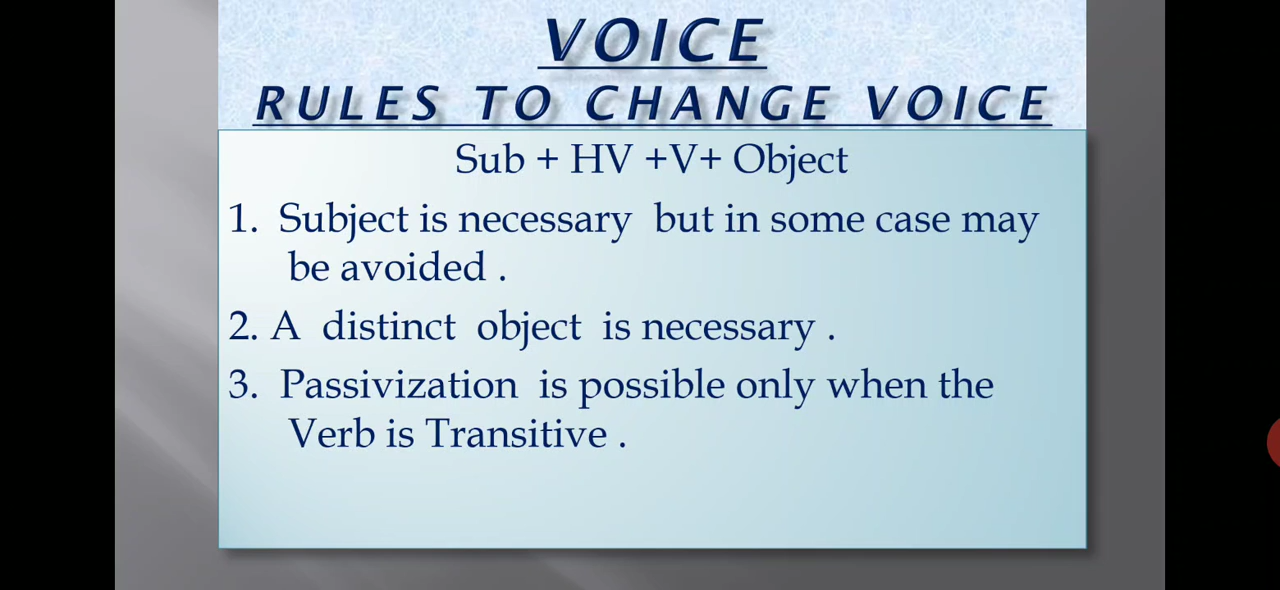 VOICE
RULES TO CHANGE VOICE
Sub + HV +V+ Object
1. Subject is necessary but in some case may
be avoided .
2. A distinct object is necessary .
3. Passivization is possible only when the
Verb is Transitive .